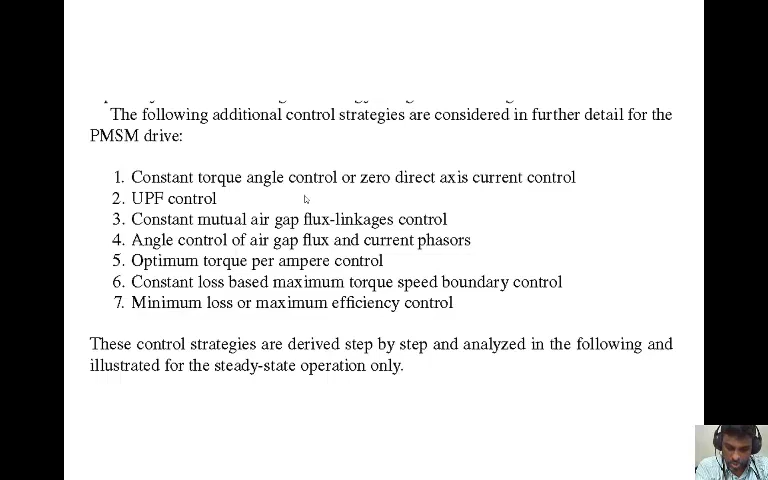 The following additional control strategies are considered in further detail for the
PMSM drive:
1. Constant torque angle control or zero direct axis current control
2. UPF control
3. Constant mutual air gap flux-linkages control
4. Angle control of air gap flux and current phasors
5. Optimum torque per ampere control
6. Constant loss based maximum torque speed boundary control
7. Minimum loss or maximum efficiency control
These control strategies are derived step by step and analyzed in the following and
illustrated for the steady-state operation only.